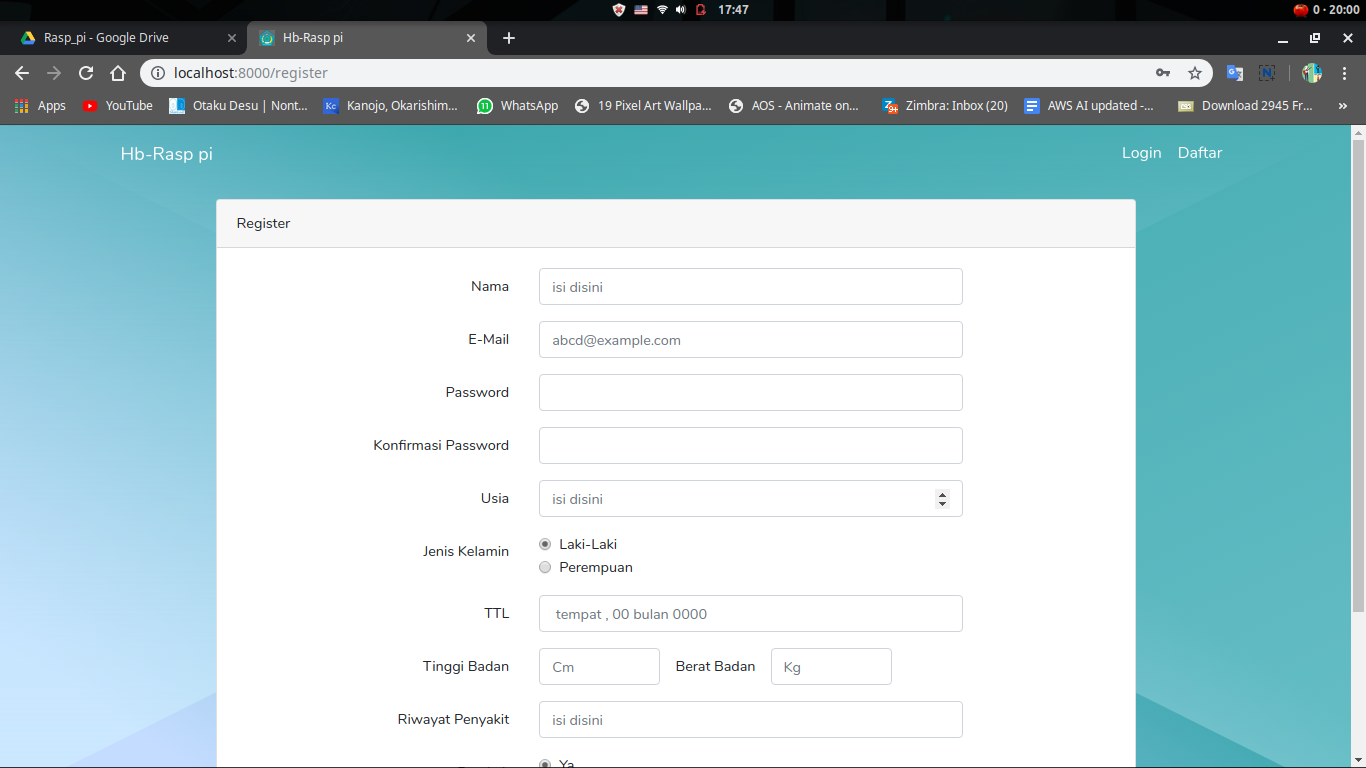 17:47
0 · 20:00
Rasp_pi - Google Drive
Hb-Rasp pi
localhost:8000/register
Apps
YouTube
Otaku Desu | Nont...
Kanojo, Okarishim...
WhatsApp
19 Pixel Art Wallpa...
AOS - Animate on...
Zimbra: Inbox (20)
AWS AI updated -...
Download 2945 Fr...
»
Hb-Rasp pi
Login
Daftar
Register
Nama
isi disini
E-Mail
abcd@example.com
Password
Konfirmasi Password
Usia
isi disini
Jenis Kelamin
Laki-Laki
Perempuan
TTL
tempat , 00 bulan 0000
Tinggi Badan
Cm
Berat Badan
Kg
Riwayat Penyakit
isi disini
Ya